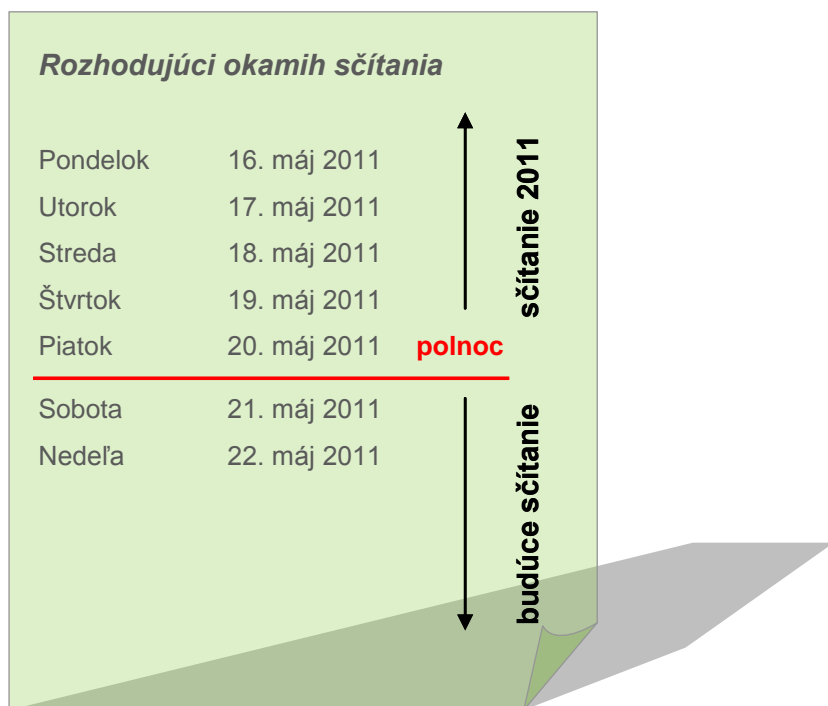 Rozhodujúci okamih sčítania
Pondelok 16. máj 2011
Utorok 17. máj 2011
Streda 18. máj 2011
Štvrtok 19. máj 2011
Piatok 20. máj 2011 polnoc
Sobota 21. máj 2011
Nedeľa 22. máj 2011
sčítanie 2011
budúce sčítanie